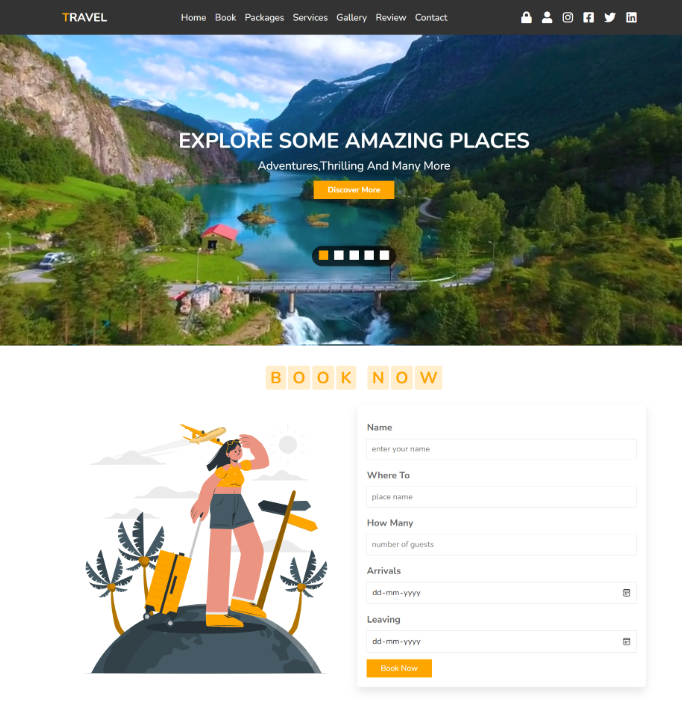 TRAVEL Home Book Packages Services Gallery Review Contact
EXPLORE SOME AMAZING PLACES
Adventures,Thrilling And Many More
Discover More
BOOK NOW
Name
enter your name
Where To
place name
How Many
number of guests
Arrivals
dd-mm-yyyy
Leaving
dd-mm-yyyy
Book Now